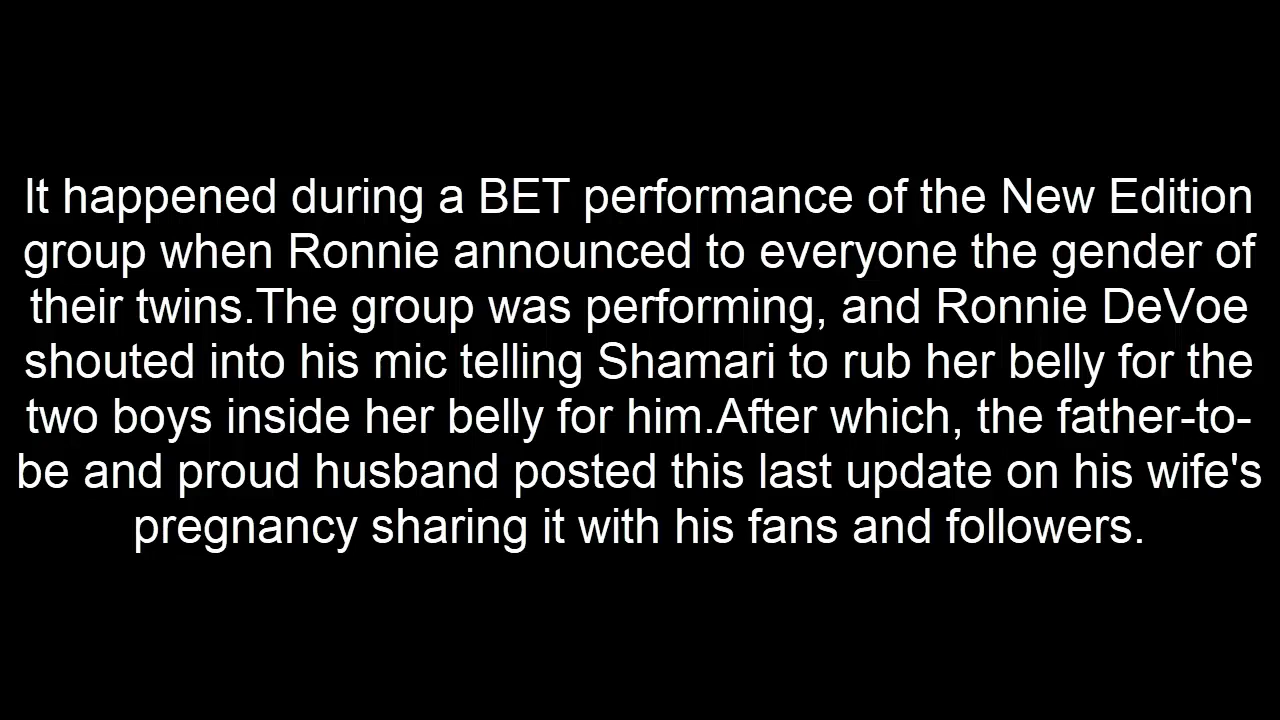 It happened during a BET performance of the New Edition
group when Ronnie announced to everyone the gender of
their twins.The group was performing, and Ronnie DeVoe
shouted into his mic telling Shamari to rub her belly for the
two boys inside her belly for him.After which, the father-to-
be and proud husband posted this last update on his wife's
pregnancy sharing it with his fans and followers.